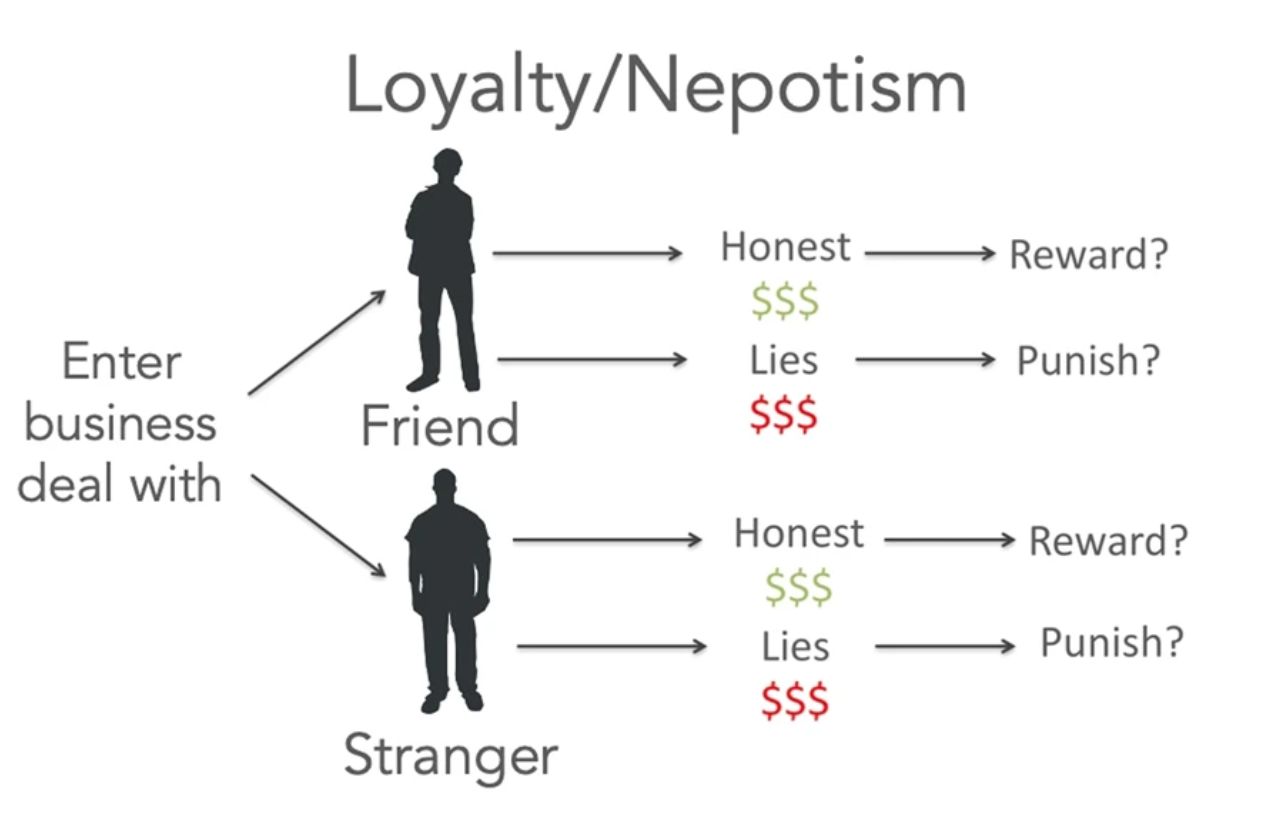 Loyalty/Nepotism
Enter
business
deal with
Friend
Honest
$$$
Reward?
Lies
$$$
Punish?
Stranger
Honest
$$$
Reward?
Lies
$$$
Punish?